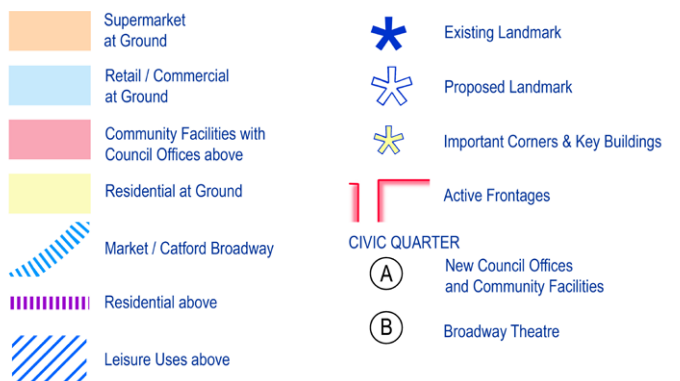 Supermarket
at Ground
Retail / Commercial
at Ground
Community Facilities with
Council Offices above
Residential at Ground
Market / Catford Broadway
Residential above
Leisure Uses above
Existing Landmark
Proposed Landmark
Important Corners & Key Buildings
Active Frontages
CIVIC QUARTER
A
New Council Offices
and Community Facilities
B
Broadway Theatre